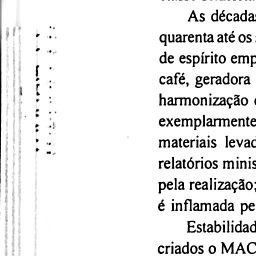 As décadas
quarenta até os
de espírito emp
café, geradora
harmonização
exemplarmente
materiais levad
relatórios minis
pela realização;
é inflamada pe
Estabilidad
criados o MAC